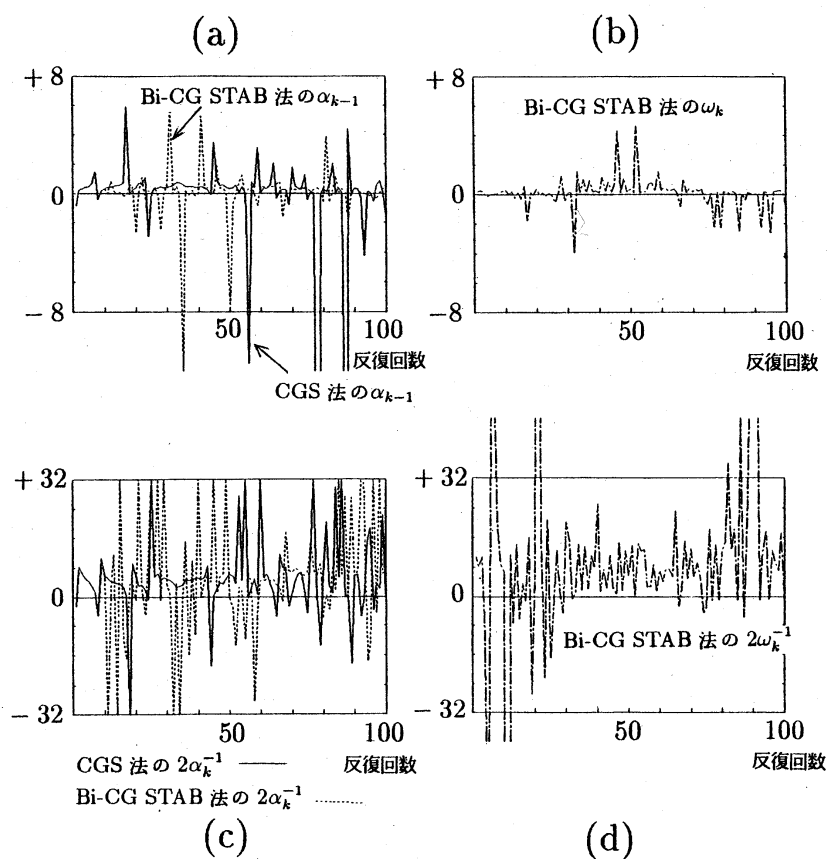 (a)
(b)
+8
Bi-CG STAB 法の α_{k−1}
0
−8
50
100
反復回数
CGS 法の α_{k−1}
+8
Bi-CG STAB 法の ω_k
0
−8
50
100
反復回数
+32
0
−32
50
100
反復回数
CGS 法の 2α_k^{−1}
Bi-CG STAB 法の 2α_k^{−1}
+32
0
Bi-CG STAB 法の 2ω_k^{−1}
−32
50
100
反復回数
(c)
(d)